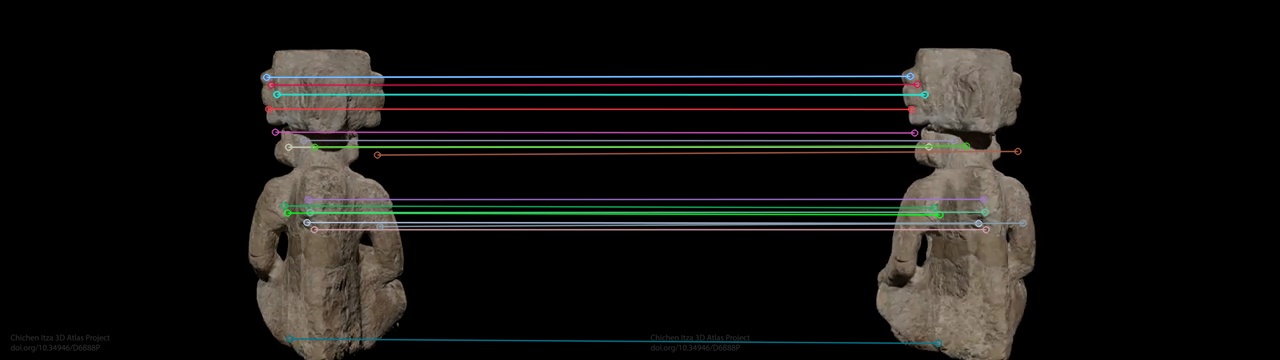 Chichen Itza 3D Atlas Project
doi.org/10.34946/D6B88P
Chichen Itza 3D Atlas Project
doi.org/10.34946/D6B88P